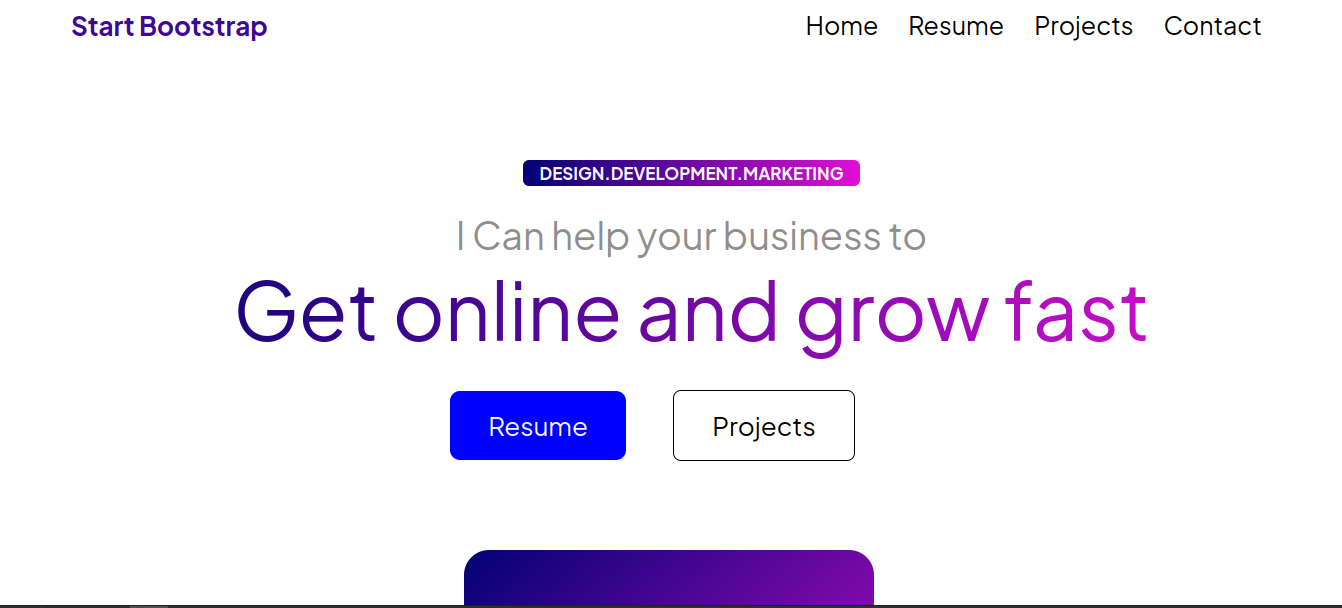 Start Bootstrap
Home Resume Projects Contact
DESIGN.DEVELOPMENT.MARKETING
I Can help your business to
Get online and grow fast
Resume Projects